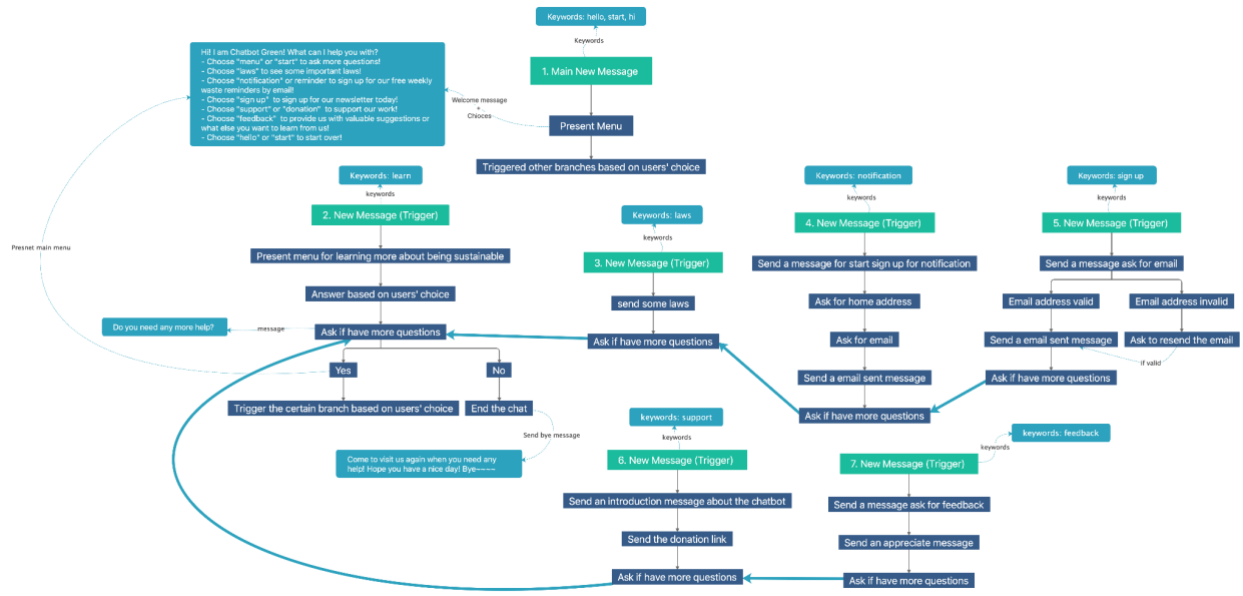 Keywords: hello, start, hi
Keywords
1. Main New Message
Hi! I am Chatbot Green! What can I help you with?
- Choose "menu" or "start" to ask more questions!
- Choose "laws" to see some important laws!
- Choose "notification" or reminder to sign up for our free weekly
waste reminders by email!
- Choose "sign up"  to sign up for our newsletter today!
- Choose "support" or "donation"  to support our work!
- Choose "feedback"  to provide us with valuable suggestions or
what else you want to learn from us!
- Choose "hello" or "start" to start over!
Welcome message
+
Chioces
Present Menu
Triggered other branches based on users' choice
Presnet main menu
Keywords: learn
keywords
2. New Message (Trigger)
Present menu for learning more about being sustainable
Answer based on users' choice
Ask if have more questions
message
Do you need any more help?
Yes
No
Trigger the certain branch based on users' choice
End the chat
Send bye message
Come to visit us again when you need any
help! Hope you have a nice day! Bye~~~~
Keywords: laws
keywords
3. New Message (Trigger)
send some laws
Ask if have more questions
Keywords: notification
keywords
4. New Message (Trigger)
Send a message for start sign up for notification
Ask for home address
Ask for email
Send a email sent message
Ask if have more questions
Keywords: sign up
keywords
5. New Message (Trigger)
Send a message ask for email
Email address valid
Email address invalid
Send a email sent message
Ask to resend the email
if valid
Ask if have more questions
keywords: support
keywords
6. New Message (Trigger)
Send an introduction message about the chatbot
Send the donation link
Ask if have more questions
keywords: feedback
keywords
7. New Message (Trigger)
Send a message ask for feedback
Send an appreciate message
Ask if have more questions